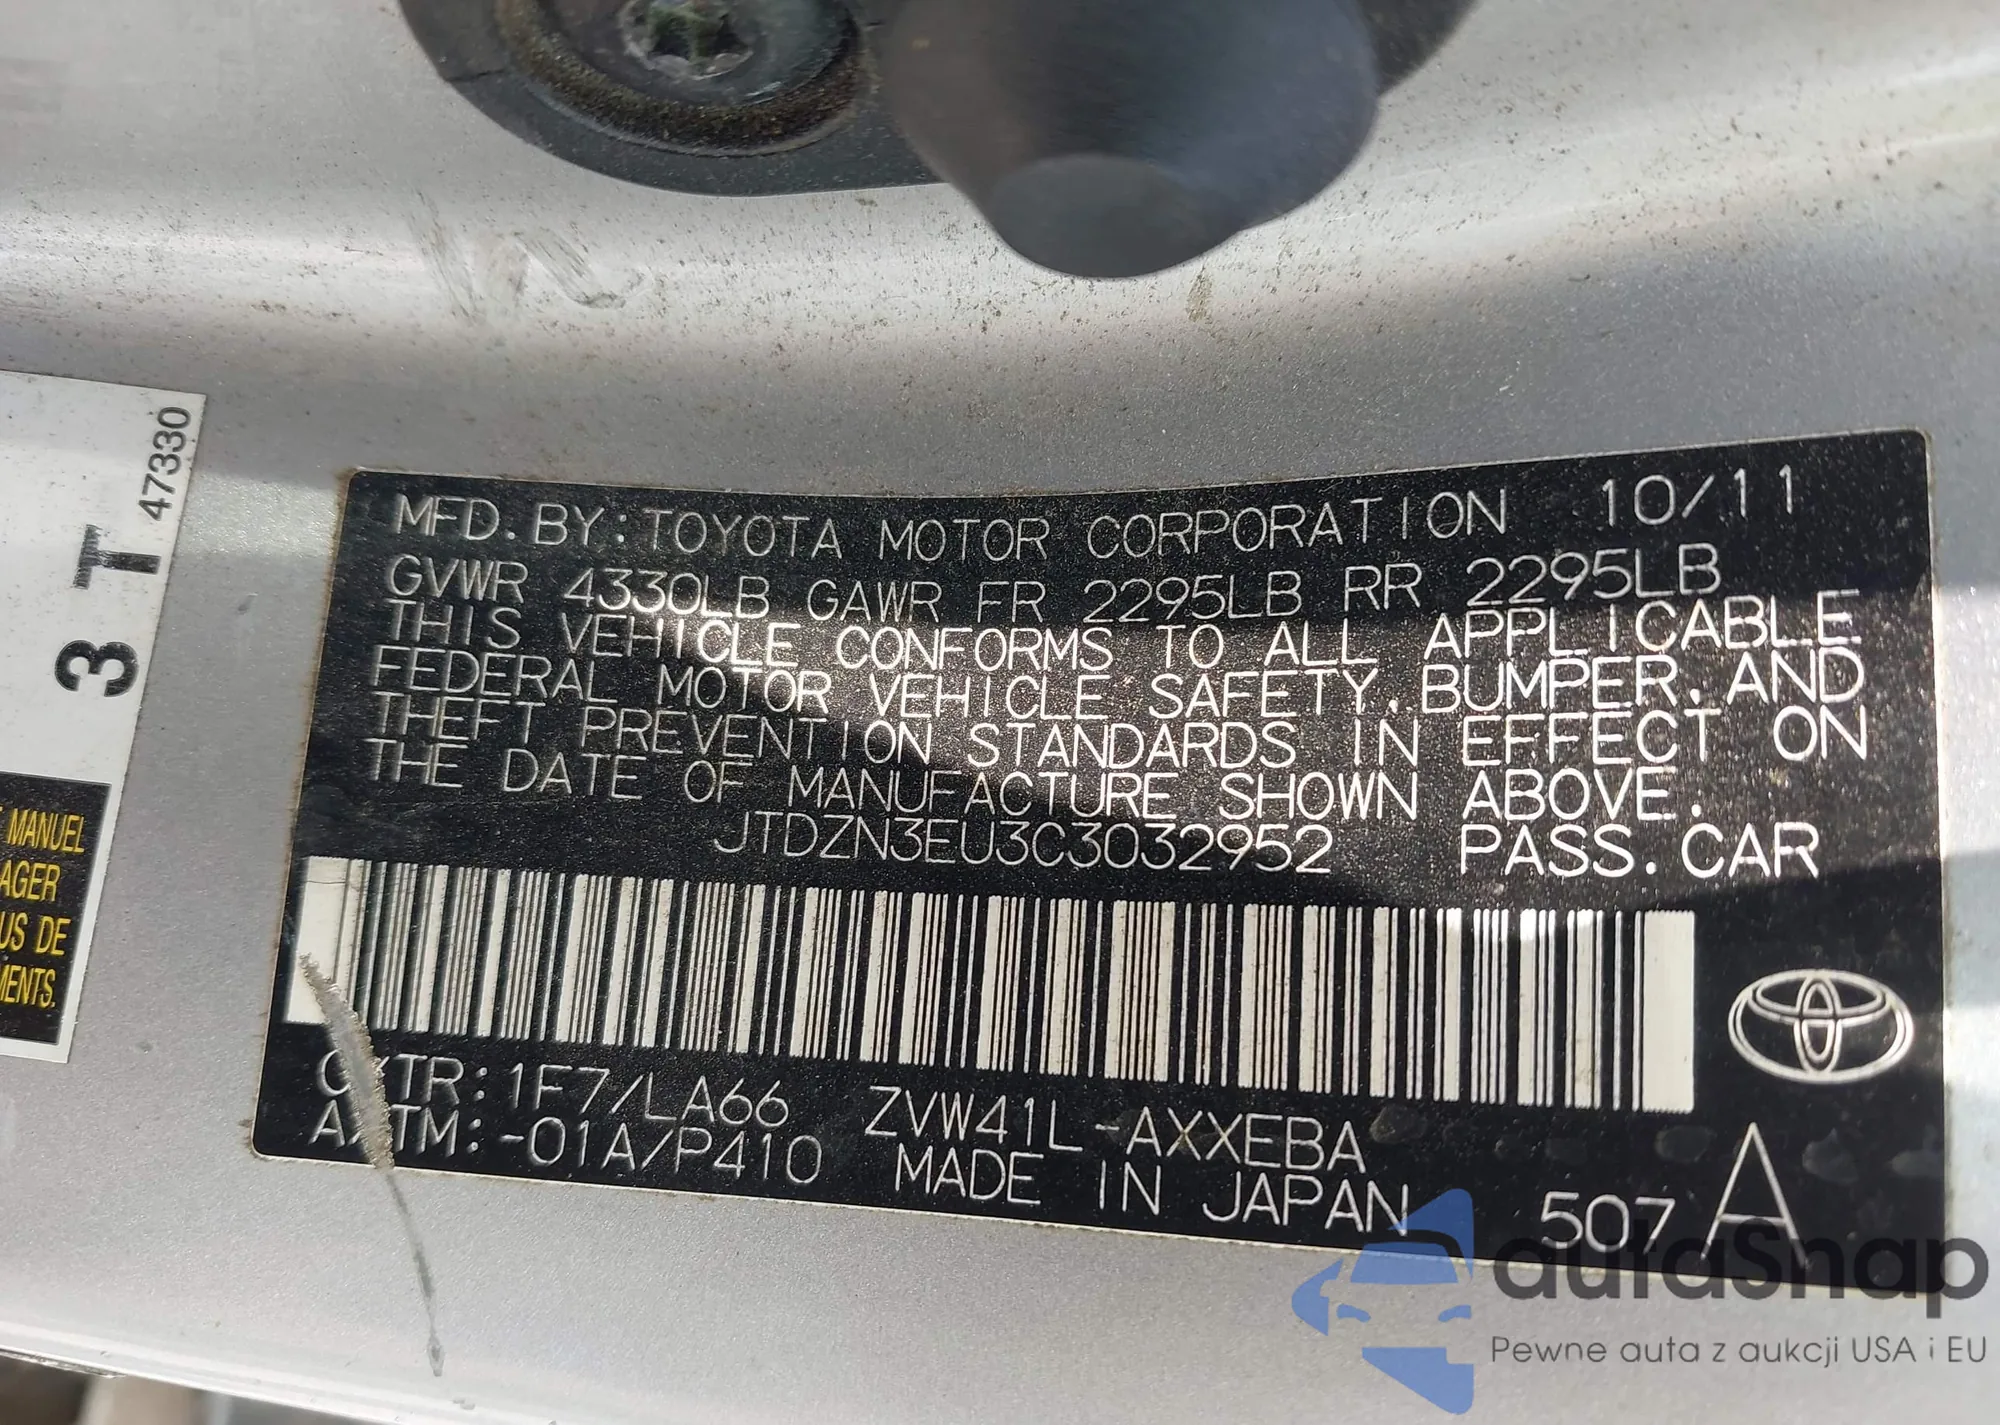 47330
3 T
MANUEL
AGER
US DE
MENTS.
MFD.BY:TOYOTA MOTOR CORPORATION 10/11
GVWR 4330LB GAWR FR 2295LB RR 2295LB
THIS VEHICLE CONFORMS TO ALL APPLICABLE
FEDERAL MOTOR VEHICLE SAFETY,BUMPER,AND
THEFT PREVENTION STANDARDS IN EFFECT ON
THE DATE OF MANUFACTURE SHOWN ABOVE.
JTDZN3EU3C3032952 PASS.CAR
C/TR:1F7/LA66 ZVW41L-AXXEBA
A/TM:-01A/P410 MADE IN JAPAN 507 A
autaSnap
Pewne auta z aukcji USA i EU